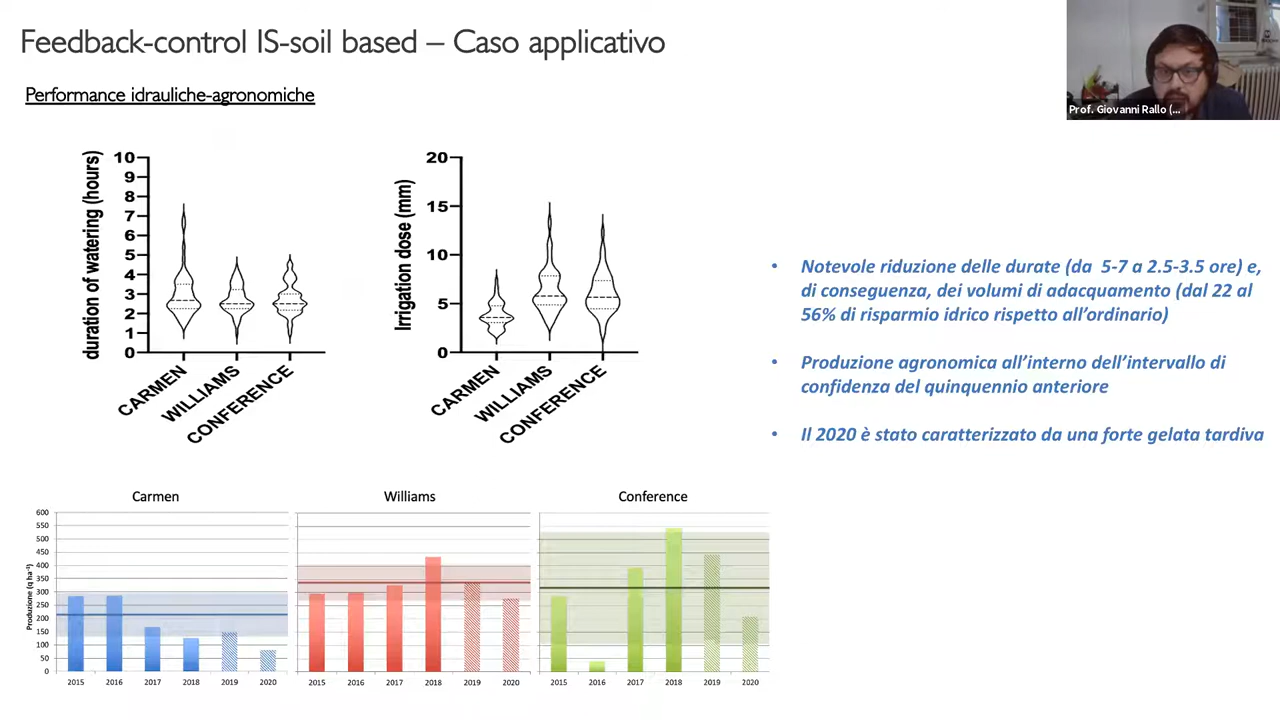 Feedback-control IS-soil based – Caso applicativo
Performance idrauliche-agronomiche
Prof. Giovanni Rallo (...
duration of watering (hours)
10
9
8
7
6
5
4
3
2
1
0
CARMEN
WILLIAMS
CONFERENCE
Irrigation dose (mm)
20
15
10
5
0
CARMEN
WILLIAMS
CONFERENCE
• Notevole riduzione delle durate (da 5-7 a 2.5-3.5 ore) e,
di conseguenza, dei volumi di adacquamento (dal 22 al
56% di risparmio idrico rispetto all’ordinario)
• Produzione agronomica all’interno dell’intervallo di
confidenza del quinquennio anteriore
• Il 2020 è stato caratterizzato da una forte gelata tardiva
Carmen
Williams
Conference
Produzione (q ha⁻¹)
600
550
500
450
400
350
300
250
200
150
100
50
0
2015 2016 2017 2018 2019 2020
2015 2016 2017 2018 2019 2020
2015 2016 2017 2018 2019 2020